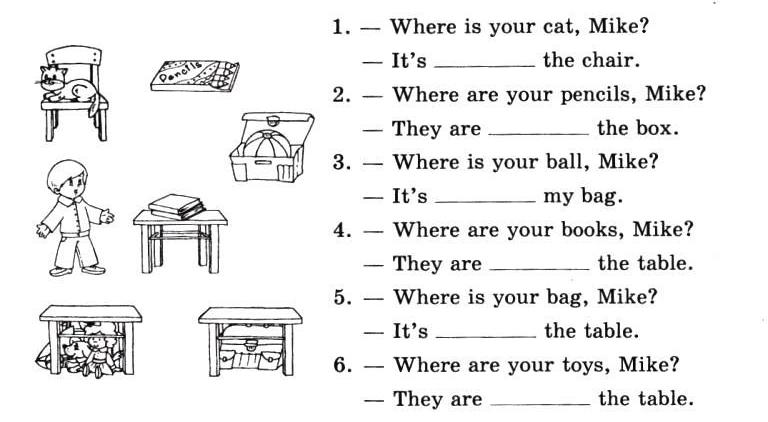 Pencils
1. — Where is your cat, Mike?
— It's ________ the chair.
2. — Where are your pencils, Mike?
— They are ________ the box.
3. — Where is your ball, Mike?
— It's ________ my bag.
4. — Where are your books, Mike?
— They are ________ the table.
5. — Where is your bag, Mike?
— It's ________ the table.
6. — Where are your toys, Mike?
— They are ________ the table.